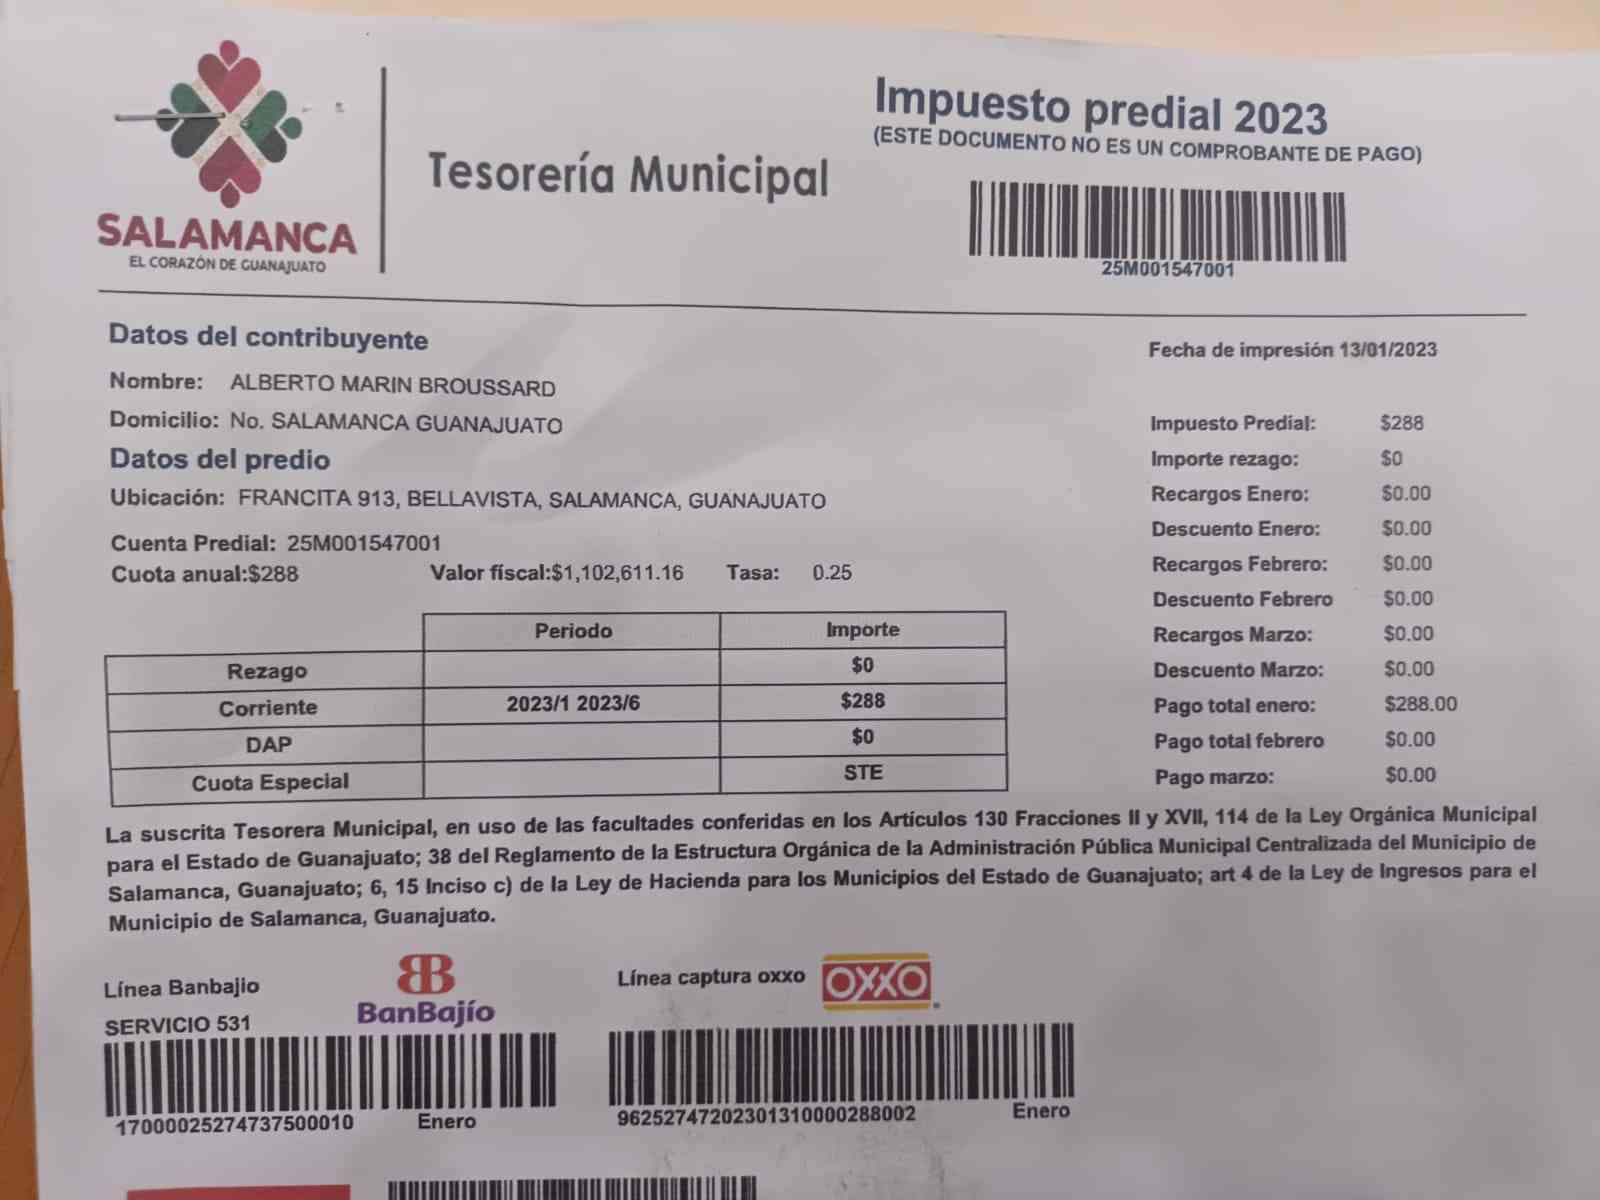 SALAMANCA
EL CORAZÓN DE GUANAJUATO
Tesorería Municipal
Impuesto predial 2023
(ESTE DOCUMENTO NO ES UN COMPROBANTE DE PAGO)
25M001547001
Datos del contribuyente
Nombre: ALBERTO MARIN BROUSSARD
Domicilio: No. SALAMANCA GUANAJUATO
Datos del predio
Ubicación: FRANCITA 913, BELLAVISTA, SALAMANCA, GUANAJUATO
Cuenta Predial: 25M001547001
Cuota anual:$288 Valor fiscal:$1,102,611.16 Tasa: 0.25
Periodo Importe
Rezago $0
Corriente 2023/1 2023/6 $288
DAP $0
Cuota Especial STE
Fecha de impresión 13/01/2023
Impuesto Predial: $288
Importe rezago: $0
Recargos Enero: $0.00
Descuento Enero: $0.00
Recargos Febrero: $0.00
Descuento Febrero $0.00
Recargos Marzo: $0.00
Descuento Marzo: $0.00
Pago total enero: $288.00
Pago total febrero $0.00
Pago marzo: $0.00
La suscrita Tesorera Municipal, en uso de las facultades conferidas en los Artículos 130 Fracciones II y XVII, 114 de la Ley Orgánica Municipal
para el Estado de Guanajuato; 38 del Reglamento de la Estructura Orgánica de la Administración Pública Municipal Centralizada del Municipio de
Salamanca, Guanajuato; 6, 15 Inciso c) de la Ley de Hacienda para los Municipios del Estado de Guanajuato; art 4 de la Ley de Ingresos para el
Municipio de Salamanca, Guanajuato.
Línea Banbajio
BanBajío
SERVICIO 531
17000025274737500010 Enero
Línea captura oxxo
OXXO
96252747202301310000288002 Enero